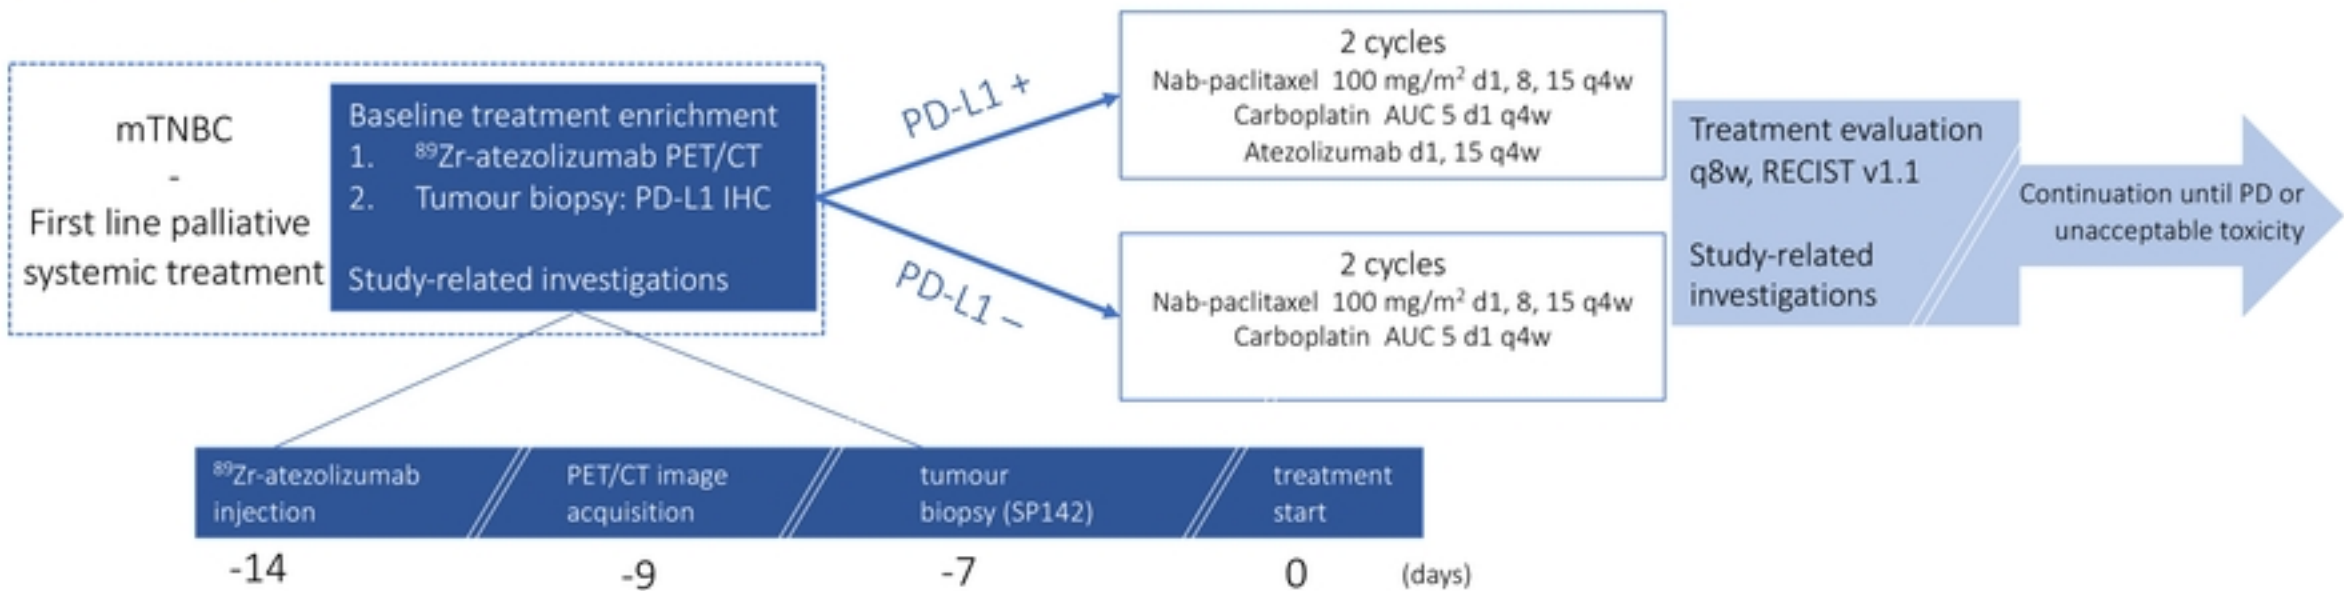 mTNBC
-
First line palliative
systemic treatment
Baseline treatment enrichment
1. ⁸⁹Zr-atezolizumab PET/CT
2. Tumour biopsy: PD-L1 IHC
Study-related investigations
PD-L1 +
PD-L1 –
2 cycles
Nab-paclitaxel 100 mg/m² d1, 8, 15 q4w
Carboplatin AUC 5 d1 q4w
Atezolizumab d1, 15 q4w
2 cycles
Nab-paclitaxel 100 mg/m² d1, 8, 15 q4w
Carboplatin AUC 5 d1 q4w
Treatment evaluation
q8w, RECIST v1.1
Study-related
investigations
Continuation until PD or
unacceptable toxicity
⁸⁹Zr-atezolizumab
injection
PET/CT image
acquisition
tumour
biopsy (SP142)
treatment
start
-14
-9
-7
0
(days)